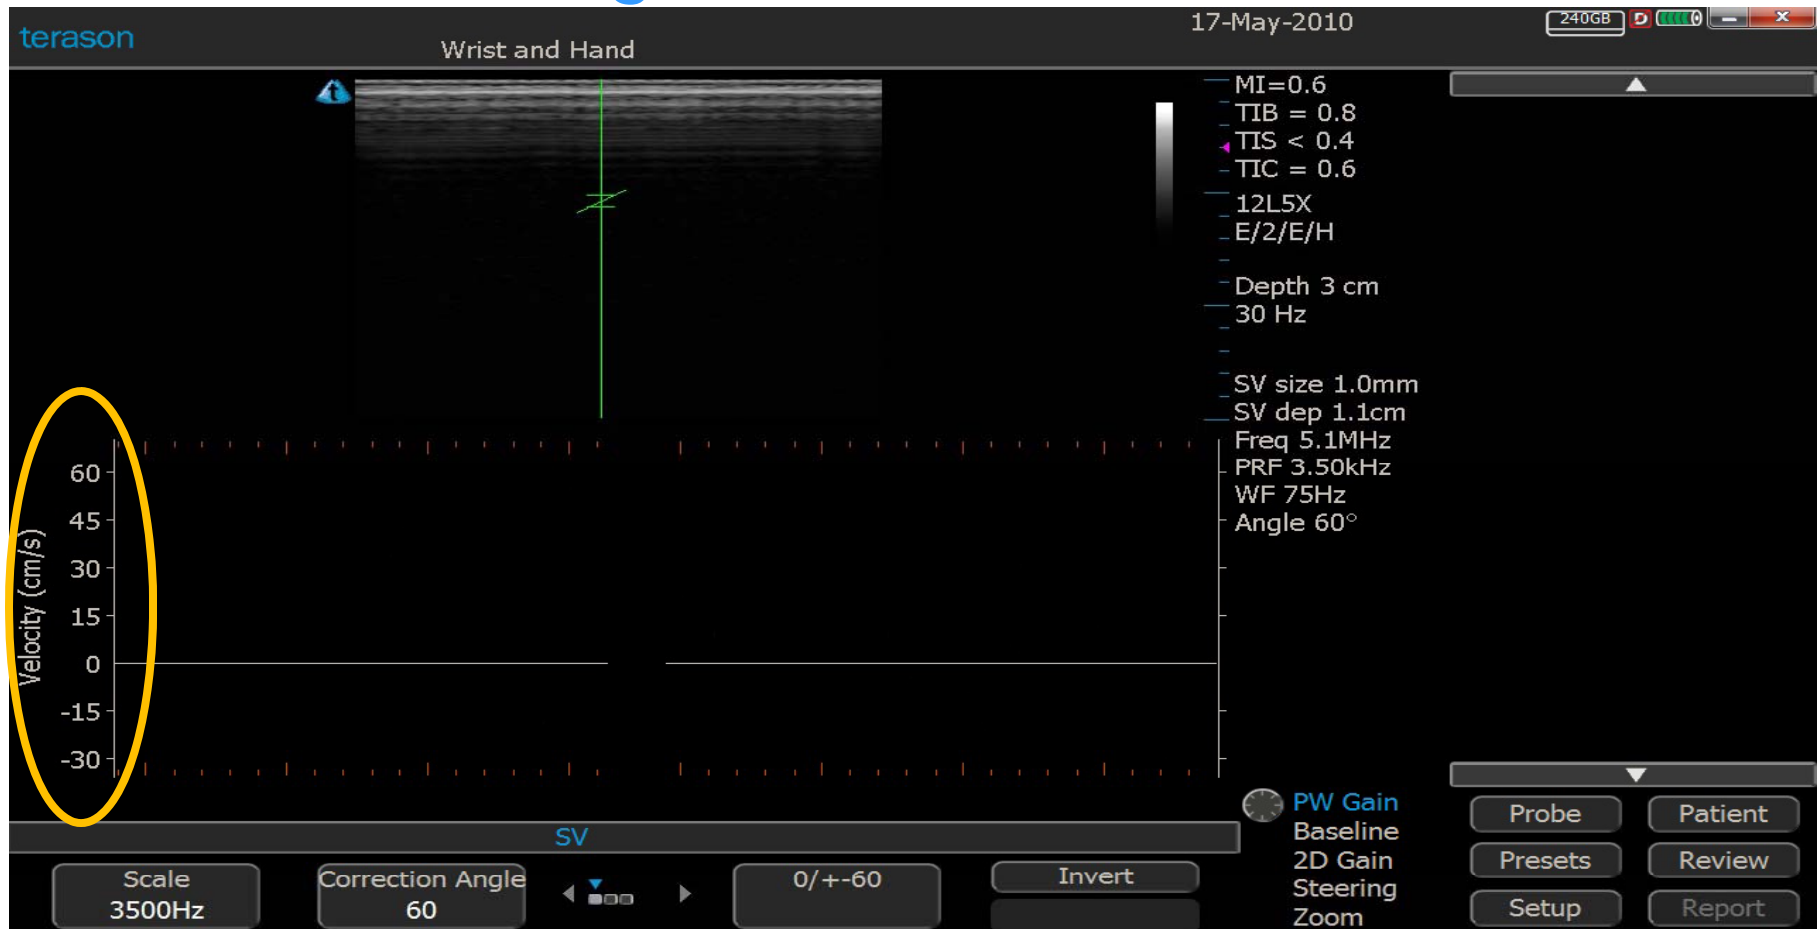 17-May-2010
240GB
D
terason
Wrist and Hand
t
MI=0.6
TIB = 0.8
TIS < 0.4
TIC = 0.6
12L5X
E/2/E/H
Depth 3 cm
30 Hz
SV size 1.0mm
SV dep 1.1cm
Freq 5.1MHz
PRF 3.50kHz
WF 75Hz
Angle 60°
Velocity (cm/s)
60
45
30
15
0
-15
-30
PW Gain
Baseline
2D Gain
Steering
Zoom
SV
Scale
3500Hz
Correction Angle
60
0/+-60
Invert
Probe
Patient
Presets
Review
Setup
Report